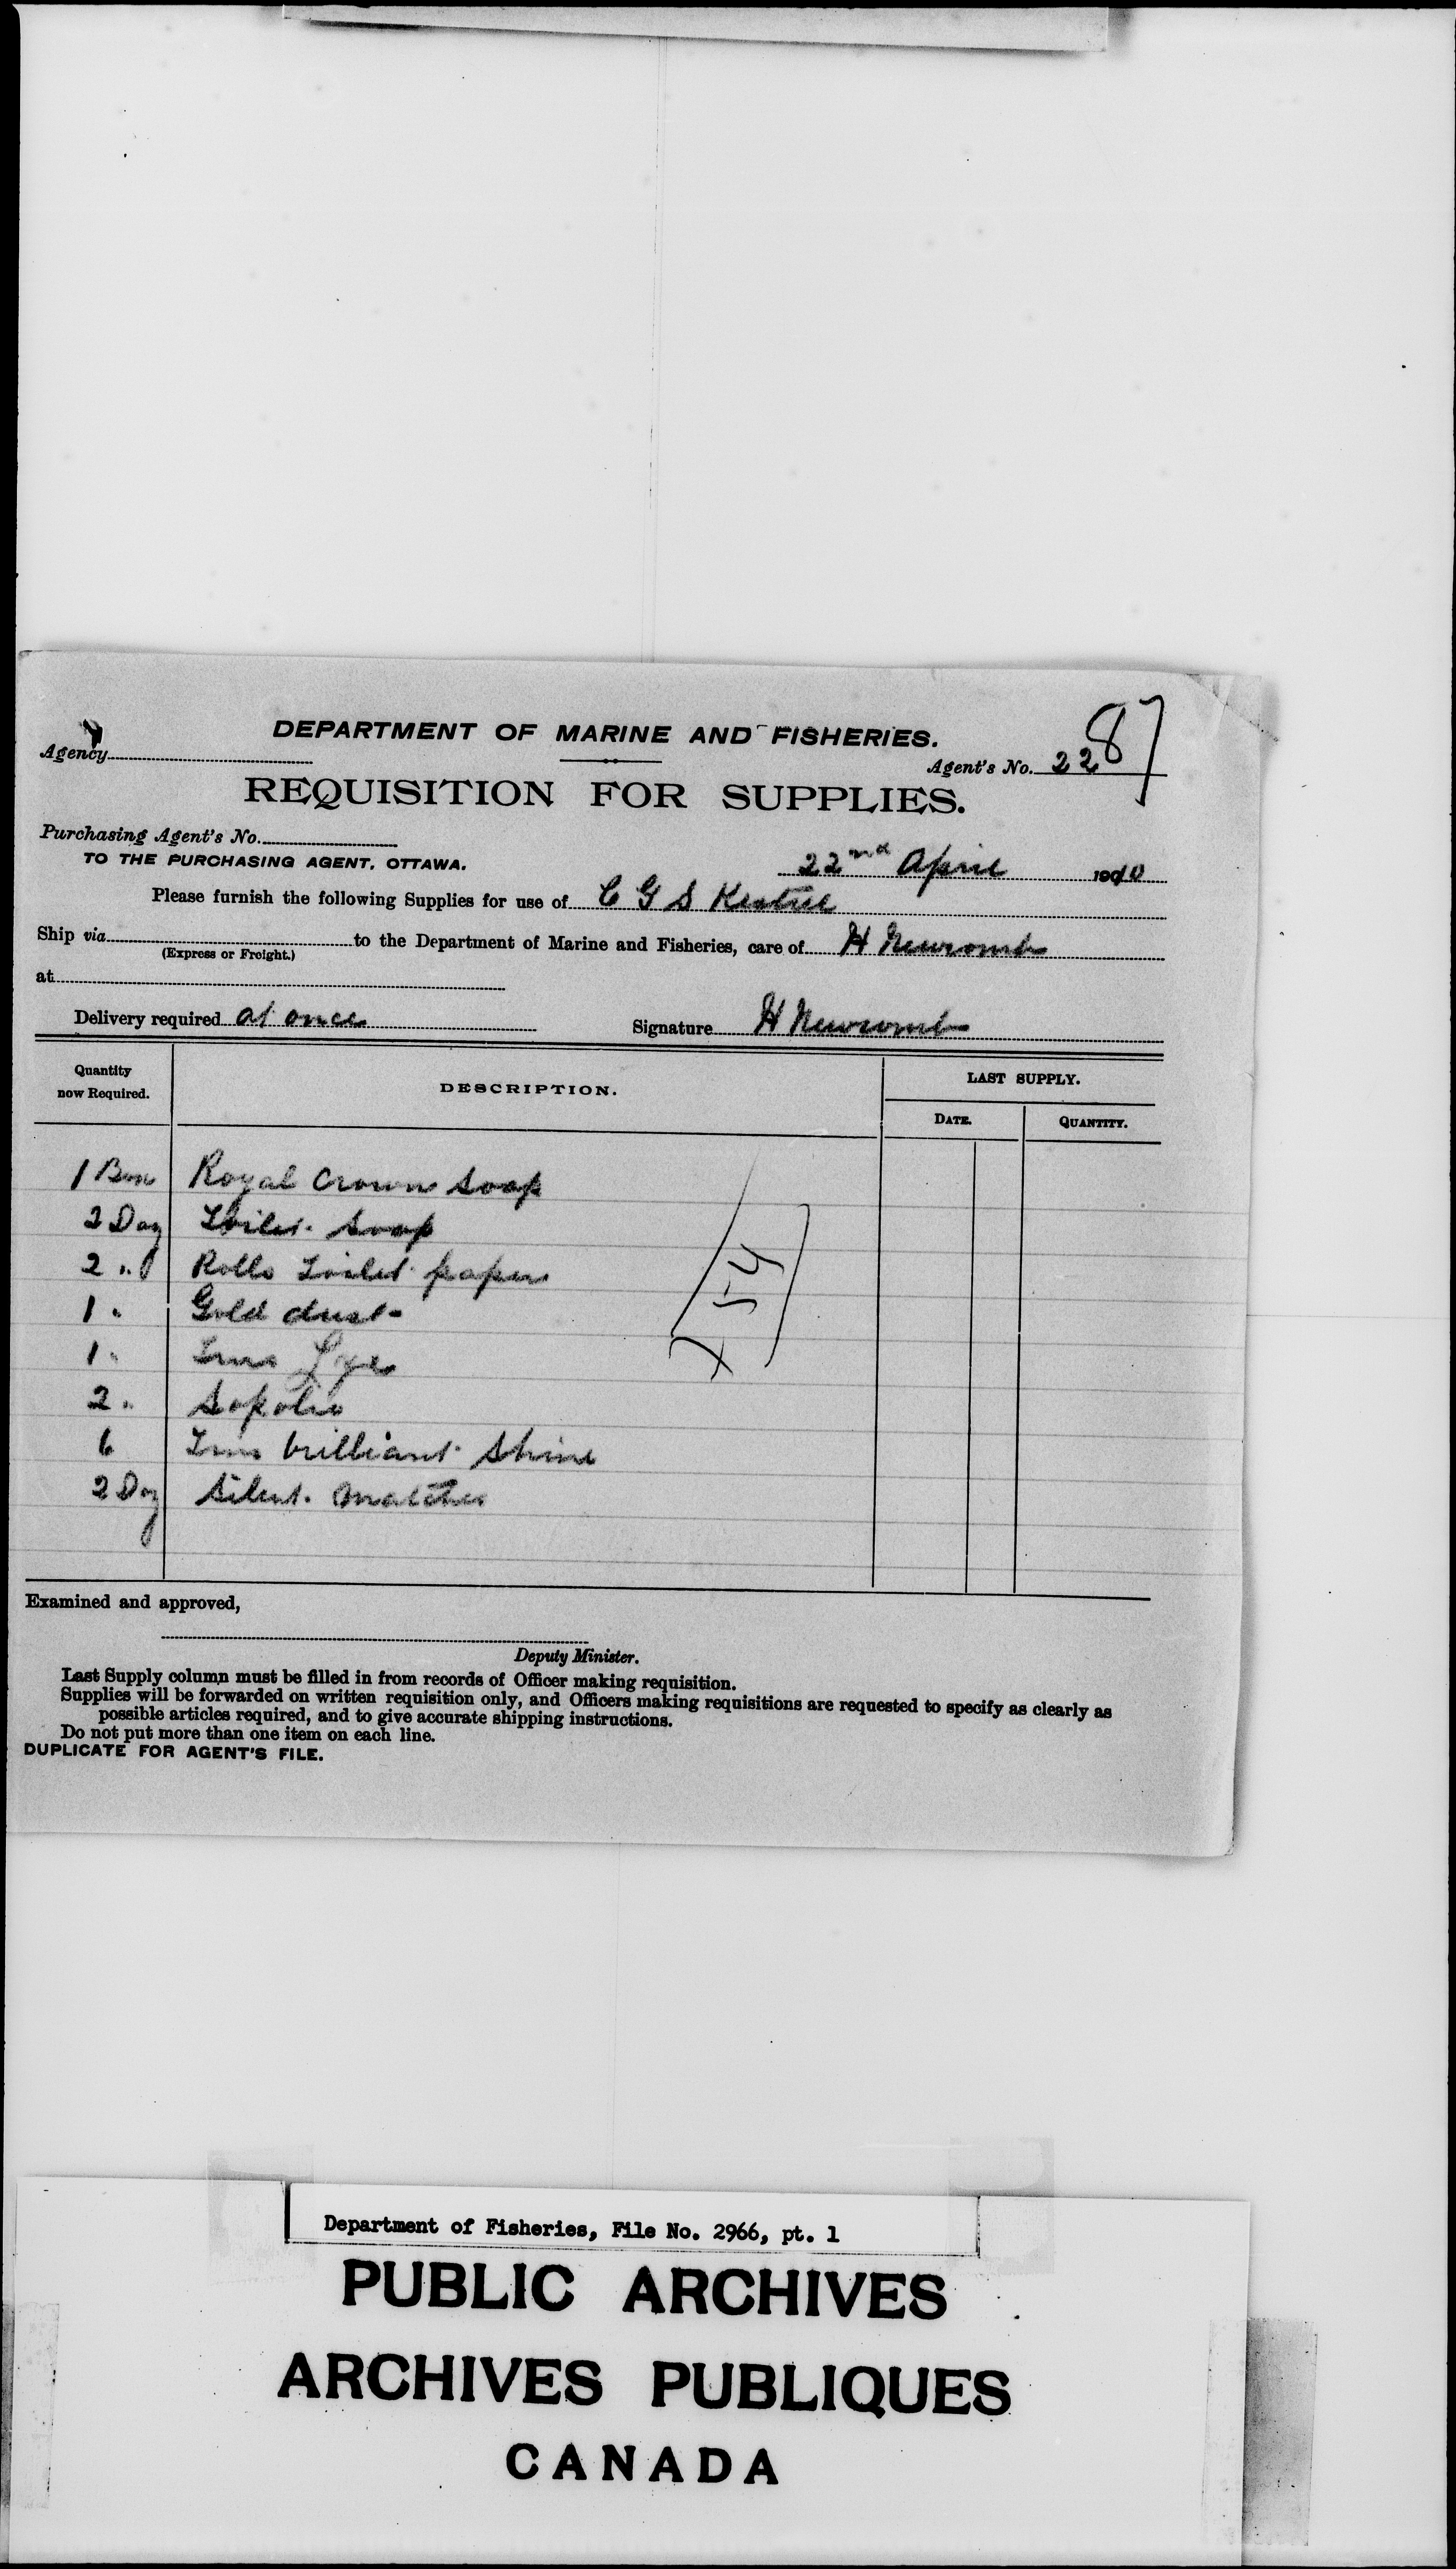 DEPARTMENT OF MARINE AND FISHERIES.
Agency
Agent's No. 2287
REQUISITION FOR SUPPLIES.
Purchasing Agent's No.
TO THE PURCHASING AGENT, OTTAWA.
22nd April 1910
Please furnish the following Supplies for use of C G S Kestrel
Ship via to the Department of Marine and Fisheries, care of H Newcomb
(Express or Freight.)
at
Delivery required at once Signature H Newcomb
Quantity now Required. DESCRIPTION. LAST SUPPLY.
DATE. QUANTITY.
1 Box Royal Crown Soap
2 Doz Toilet Soap
2 " Rolls Toilet paper
1 " Gold dust
1 " Tins Lye
2 " Sapolio
6 Tins brilliant Shine
2 Doz Silent Matches
Examined and approved,
Deputy Minister.
Last Supply column must be filled in from records of Officer making requisition.
Supplies will be forwarded on written requisition only, and Officers making requisitions are requested to specify as clearly as
possible articles required, and to give accurate shipping instructions.
Do not put more than one item on each line.
DUPLICATE FOR AGENT'S FILE.
Department of Fisheries, File No. 2966, pt. 1
PUBLIC ARCHIVES
ARCHIVES PUBLIQUES
CANADA